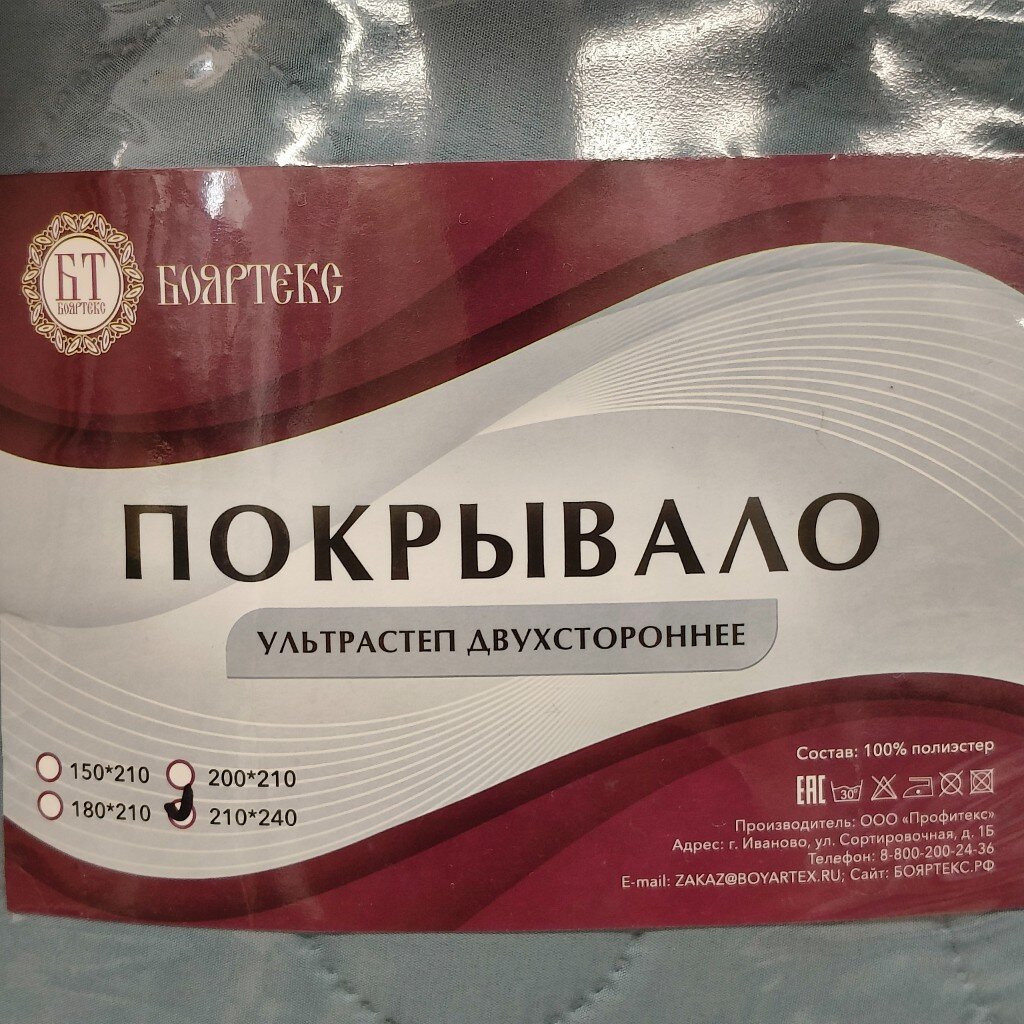 БТ
БОЯРТЕКС
БОЯРТЕКС
ПОКРЫВАЛО
УЛЬТРАСТЕП ДВУХСТОРОННЕЕ
150*210
200*210
180*210
210*240
Состав: 100% полиэстер
EAC 30°
Производитель: ООО «Профитекс»
Адрес: г. Иваново, ул. Сортировочная, д. 1Б
Телефон: 8-800-200-24-36
E-mail: ZAKAZ@BOYARTEX.RU; Сайт: БОЯРТЕКС.РФ